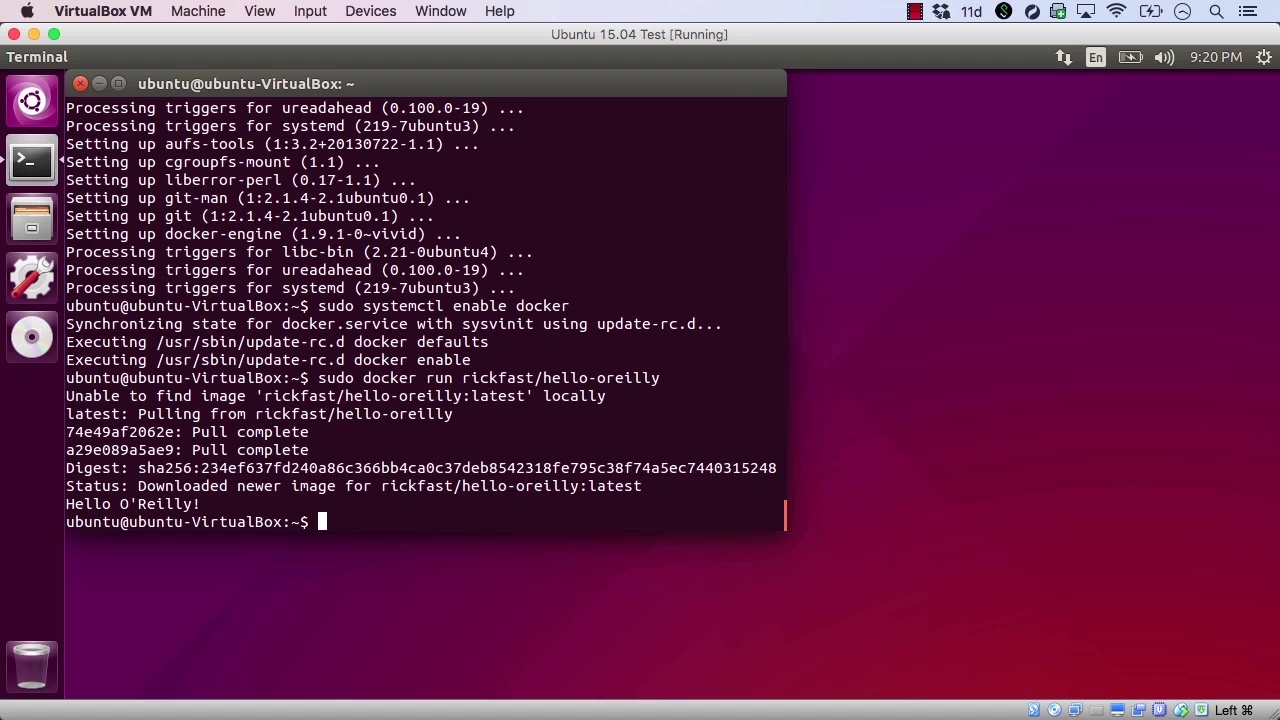 VirtualBox VM Machine View Input Devices Window Help 11d
Ubuntu 15.04 Test [Running]
Terminal En 9:20 PM
ubuntu@ubuntu-VirtualBox: ~
Processing triggers for ureadahead (0.100.0-19) ...
Processing triggers for systemd (219-7ubuntu3) ...
Setting up aufs-tools (1:3.2+20130722-1.1) ...
Setting up cgroupfs-mount (1.1) ...
Setting up liberror-perl (0.17-1.1) ...
Setting up git-man (1:2.1.4-2.1ubuntu0.1) ...
Setting up git (1:2.1.4-2.1ubuntu0.1) ...
Setting up docker-engine (1.9.1-0~vivid) ...
Processing triggers for libc-bin (2.21-0ubuntu4) ...
Processing triggers for ureadahead (0.100.0-19) ...
Processing triggers for systemd (219-7ubuntu3) ...
ubuntu@ubuntu-VirtualBox:~$ sudo systemctl enable docker
Synchronizing state for docker.service with sysvinit using update-rc.d...
Executing /usr/sbin/update-rc.d docker defaults
Executing /usr/sbin/update-rc.d docker enable
ubuntu@ubuntu-VirtualBox:~$ sudo docker run rickfast/hello-oreilly
Unable to find image 'rickfast/hello-oreilly:latest' locally
latest: Pulling from rickfast/hello-oreilly
74e49af2062e: Pull complete
a29e089a5ae9: Pull complete
Digest: sha256:234ef637fd240a86c366bb4ca0c37deb8542318fe795c38f74a5ec7440315248
Status: Downloaded newer image for rickfast/hello-oreilly:latest
Hello O'Reilly!
ubuntu@ubuntu-VirtualBox:~$
Left ⌘